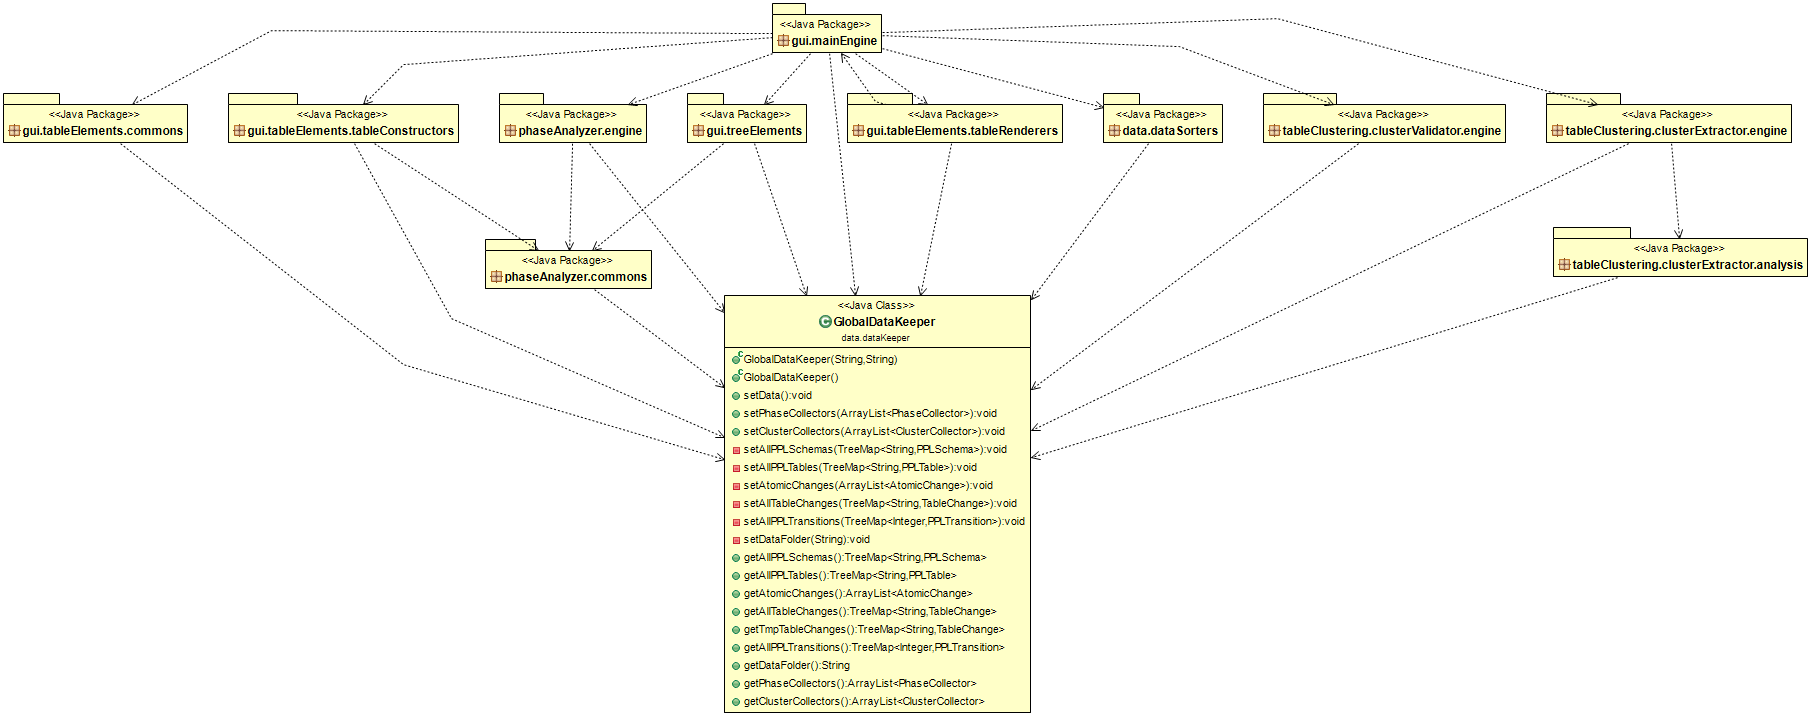 <<Java Package>>
gui.mainEngine
<<Java Package>>
gui.tableElements.commons
<<Java Package>>
gui.tableElements.tableConstructors
<<Java Package>>
phaseAnalyzer.engine
<<Java Package>>
gui.treeElements
<<Java Package>>
gui.tableElements.tableRenderers
<<Java Package>>
data.dataSorters
<<Java Package>>
tableClustering.clusterValidator.engine
<<Java Package>>
tableClustering.clusterExtractor.engine
<<Java Package>>
phaseAnalyzer.commons
<<Java Package>>
tableClustering.clusterExtractor.analysis
<<Java Class>>
GlobalDataKeeper
data.dataKeeper
GlobalDataKeeper(String,String)
GlobalDataKeeper()
setData():void
setPhaseCollectors(ArrayList<PhaseCollector>):void
setClusterCollectors(ArrayList<ClusterCollector>):void
setAllPPLSchemas(TreeMap<String,PPLSchema>):void
setAllPPLTables(TreeMap<String,PPLTable>):void
setAtomicChanges(ArrayList<AtomicChange>):void
setAllTableChanges(TreeMap<String,TableChange>):void
setAllPPLTransitions(TreeMap<Integer,PPLTransition>):void
setDataFolder(String):void
getAllPPLSchemas():TreeMap<String,PPLSchema>
getAllPPLTables():TreeMap<String,PPLTable>
getAtomicChanges():ArrayList<AtomicChange>
getAllTableChanges():TreeMap<String,TableChange>
getTmpTableChanges():TreeMap<String,TableChange>
getAllPPLTransitions():TreeMap<Integer,PPLTransition>
getDataFolder():String
getPhaseCollectors():ArrayList<PhaseCollector>
getClusterCollectors():ArrayList<ClusterCollector>